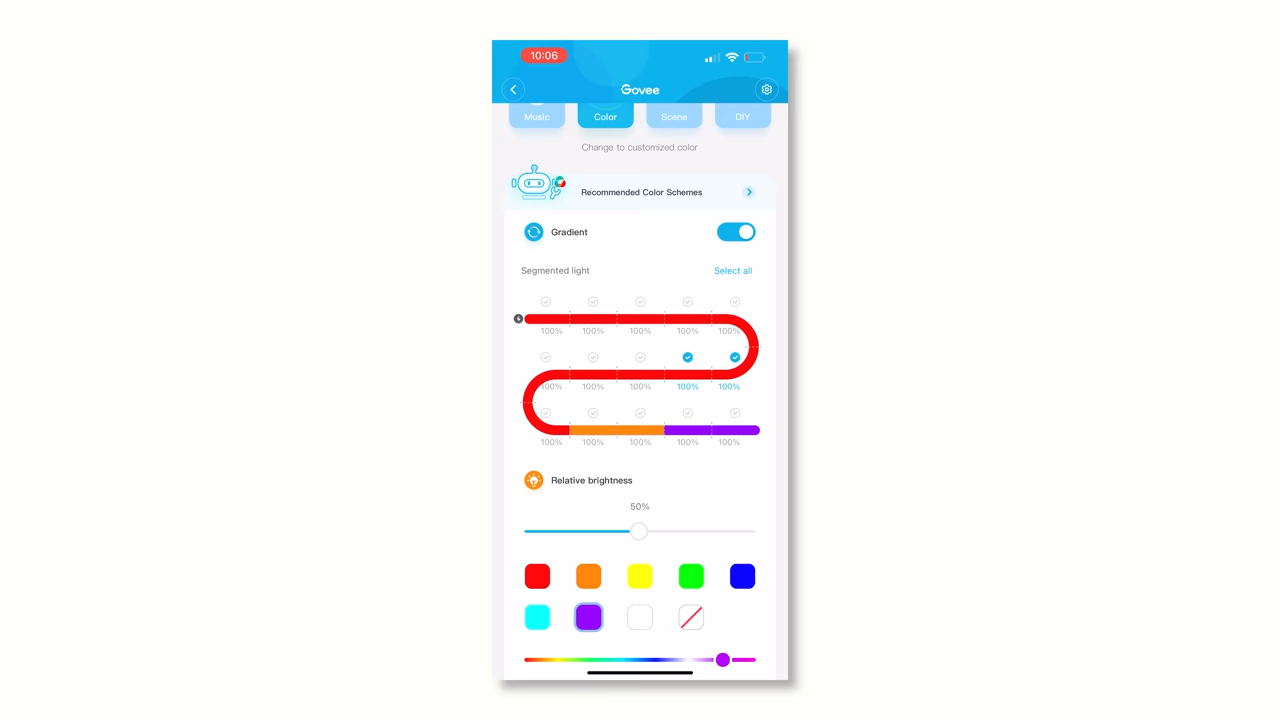 10:06
Govee
Music Color Scene DIY
Change to customized color
Recommended Color Schemes
Gradient
Segmented light Select all
100% 100% 100% 100% 100%
100% 100% 100% 100% 100%
100% 100% 100% 100% 100%
Relative brightness
50%